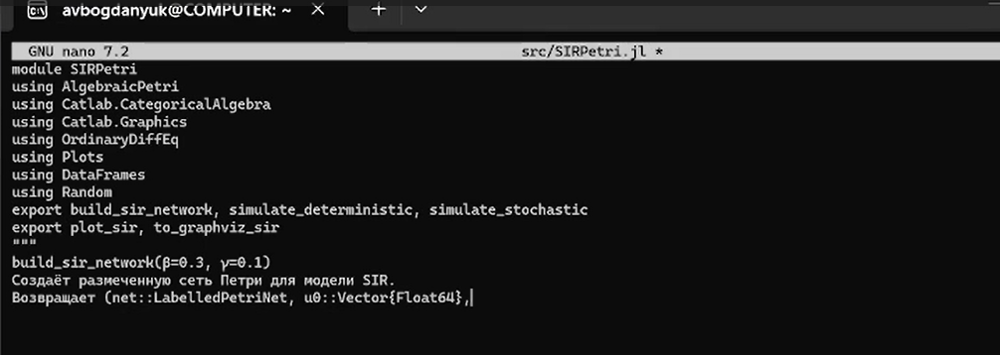 avbogdanyuk@COMPUTER: ~
GNU nano 7.2 src/SIRPetri.jl *
module SIRPetri
using AlgebraicPetri
using Catlab.CategoricalAlgebra
using Catlab.Graphics
using OrdinaryDiffEq
using Plots
using DataFrames
using Random
export build_sir_network, simulate_deterministic, simulate_stochastic
export plot_sir, to_graphviz_sir
"""
build_sir_network(β=0.3, γ=0.1)
Создаёт размеченную сеть Петри для модели SIR.
Возвращает (net::LabelledPetriNet, u0::Vector{Float64},